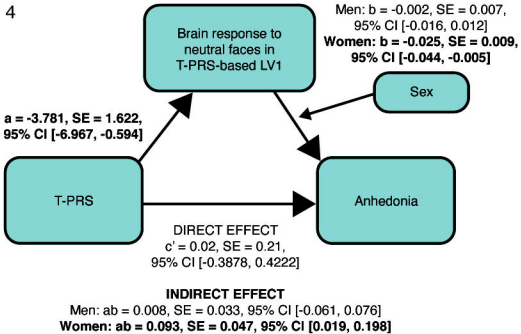 4
Men: b = -0.002, SE = 0.007,
95% CI [-0.016, 0.012]
Women: b = -0.025, SE = 0.009,
95% CI [-0.044, -0.005]
Brain response to
neutral faces in
T-PRS-based LV1
Sex
a = -3.781, SE = 1.622,
95% CI [-6.967, -0.594]
T-PRS
Anhedonia
DIRECT EFFECT
c' = 0.02, SE = 0.21,
95% CI [-0.3878, 0.4222]
INDIRECT EFFECT
Men: ab = 0.008, SE = 0.033, 95% CI [-0.061, 0.076]
Women: ab = 0.093, SE = 0.047, 95% CI [0.019, 0.198]